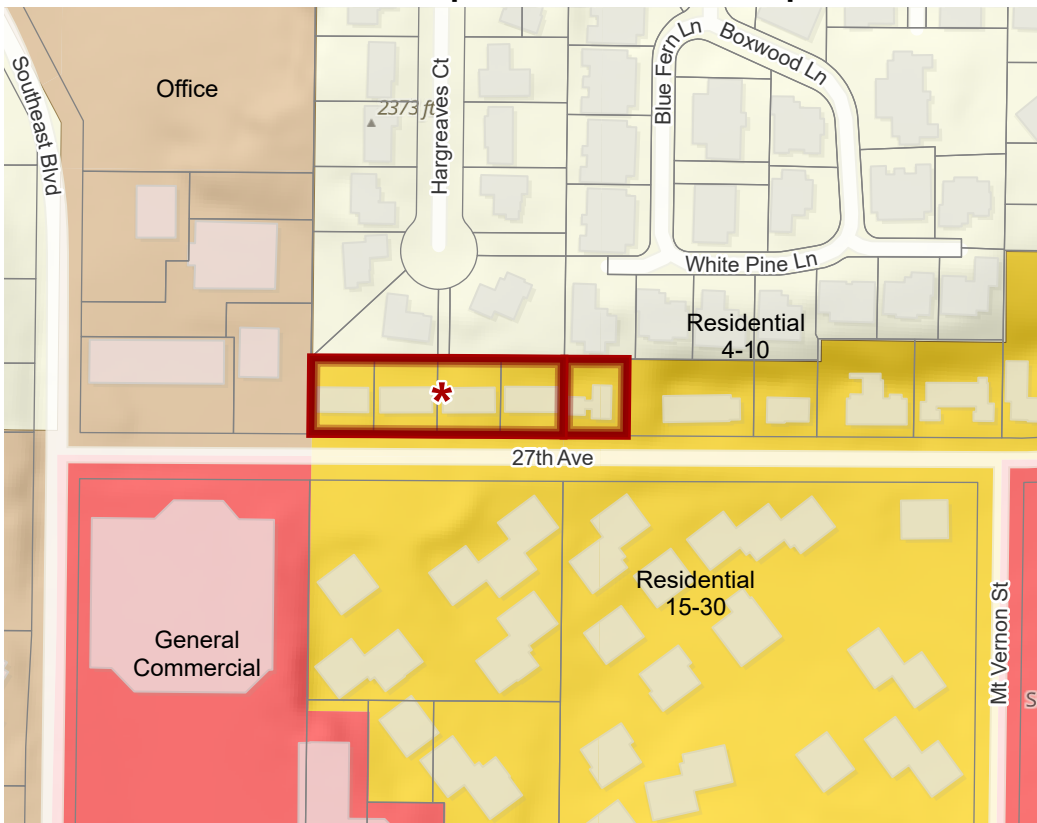 Office
Southeast Blvd
2373 ft
Hargreaves Ct
Blue Fern Ln
Boxwood Ln
White Pine Ln
Residential
4-10
*
27th Ave
Residential
15-30
General
Commercial
Mt Vernon St
S